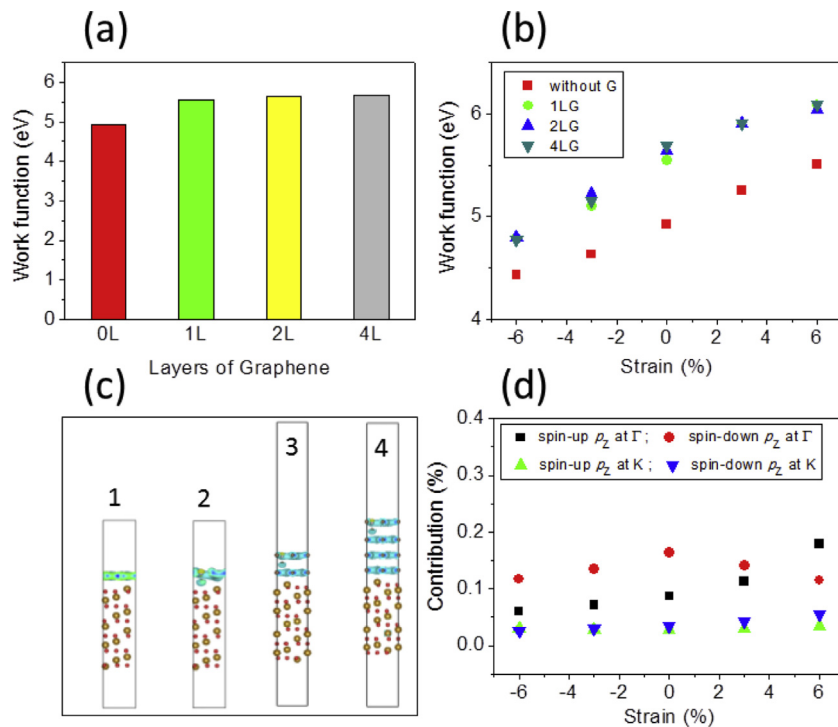 (a)
Work function (eV)
6
5
4
3
2
1
0
0L 1L 2L 4L
Layers of Graphene
(b)
Work function (eV)
6
5
4
without G
1LG
2LG
4LG
-6 -4 -2 0 2 4 6
Strain (%)
(c)
1 2 3 4
(d)
Contribution (%)
0.4
0.3
0.2
0.1
0.0
spin-up pz at Γ ; spin-down pz at Γ
spin-up pz at K ; spin-down pz at K
-6 -4 -2 0 2 4 6
Strain (%)